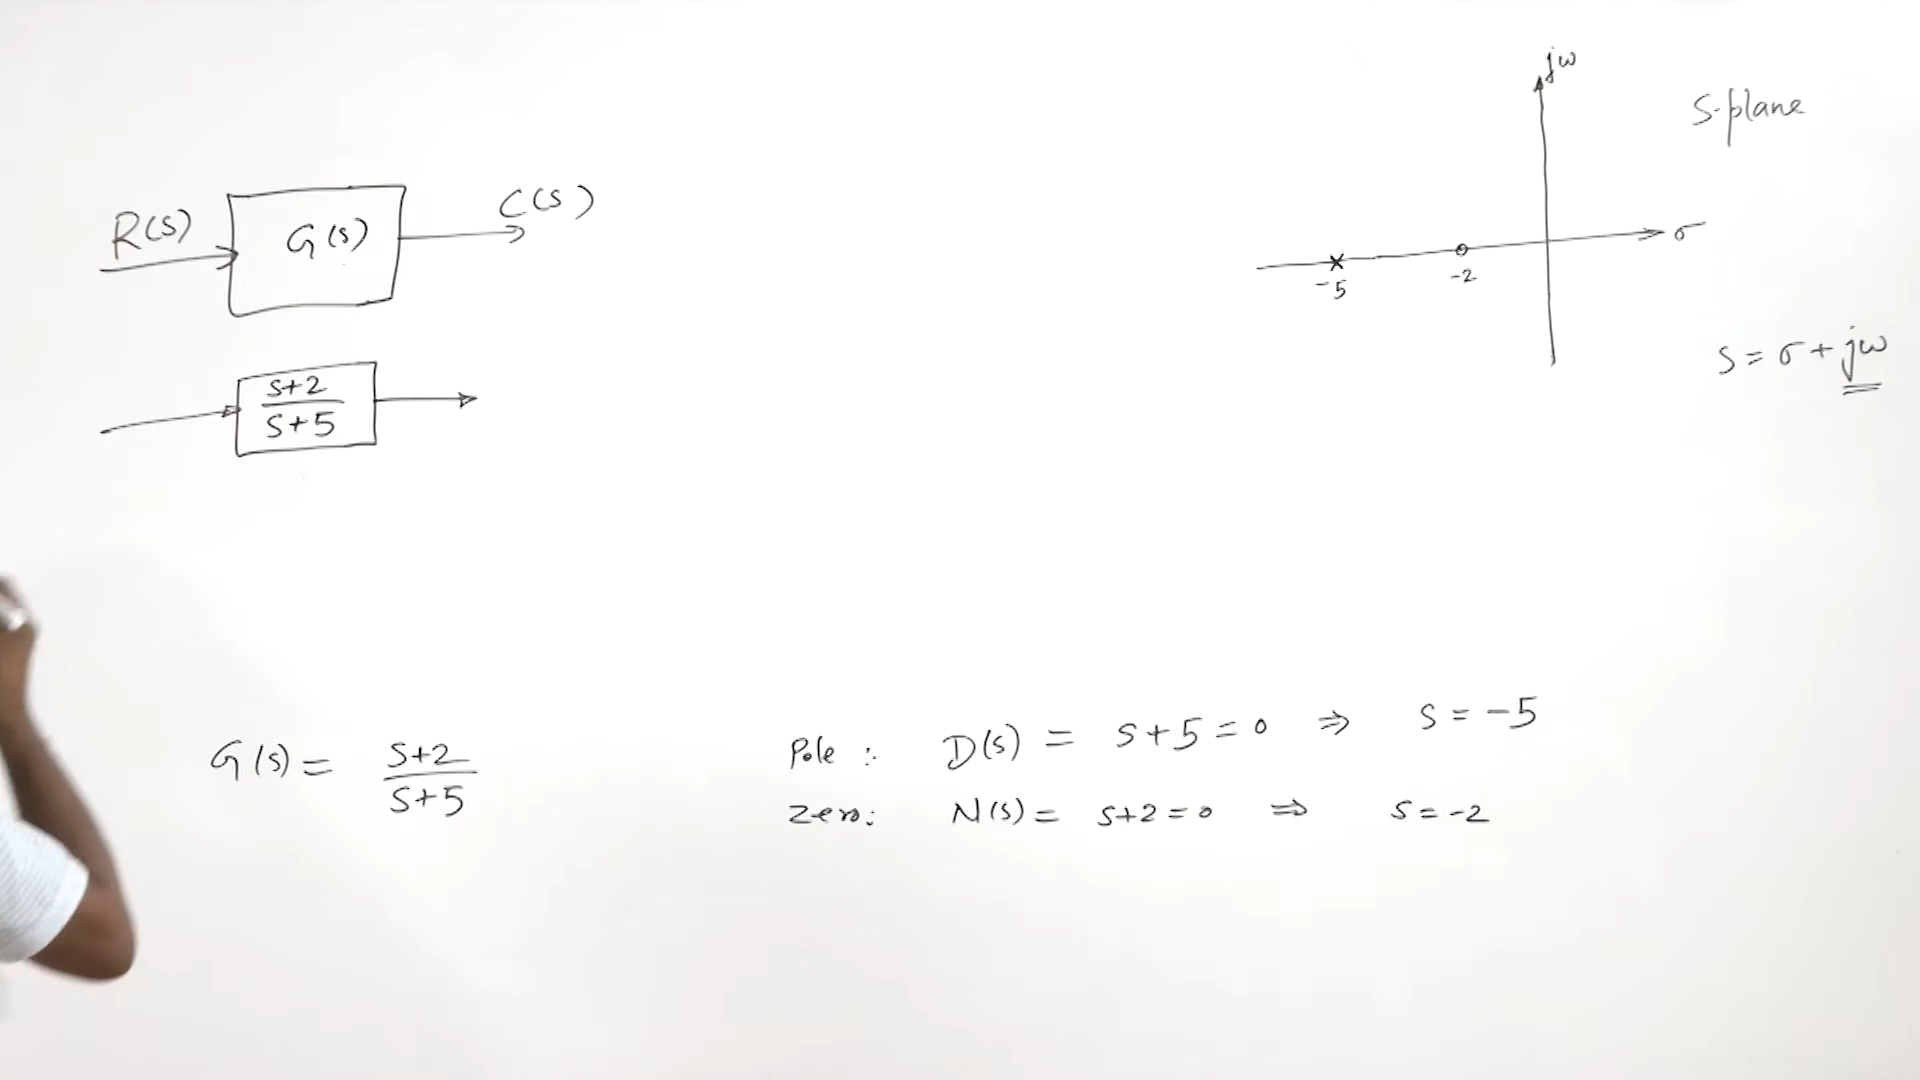 R(s)
G(s)
C(s)
s+2
s+5
jω
S-plane
σ
-5
-2
s = σ + jω
G(s) = s+2
s+5
Pole : D(s) = s+5=0 ⇒ s = -5
Zero: N(s) = s+2=0 ⇒ s = -2